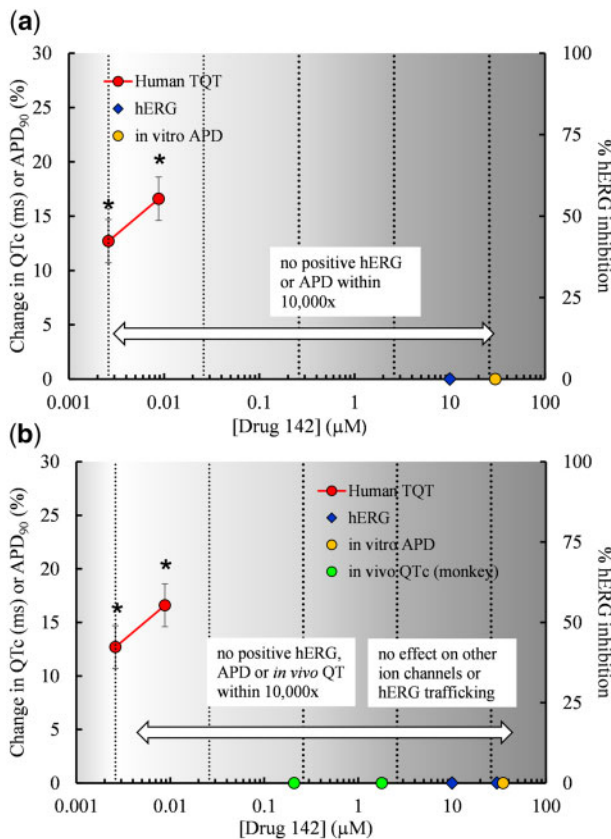 (a)
30
25
20
15
10
5
0
Change in QTc (ms) or APD90 (%)
100
75
50
25
0
% hERG inhibition
Human TQT
hERG
in vitro APD
*
*
no positive hERG
or APD within
10,000x
0.001 0.01 0.1 1 10 100
[Drug 142] (µM)
(b)
30
25
20
15
10
5
0
Change in QTc (ms) or APD90 (%)
100
75
50
25
0
% hERG inhibition
Human TQT
hERG
in vitro APD
in vivo QTc (monkey)
*
*
no positive hERG,
APD or in vivo QT
within 10,000x
no effect on other
ion channels or
hERG trafficking
0.001 0.01 0.1 1 10 100
[Drug 142] (µM)